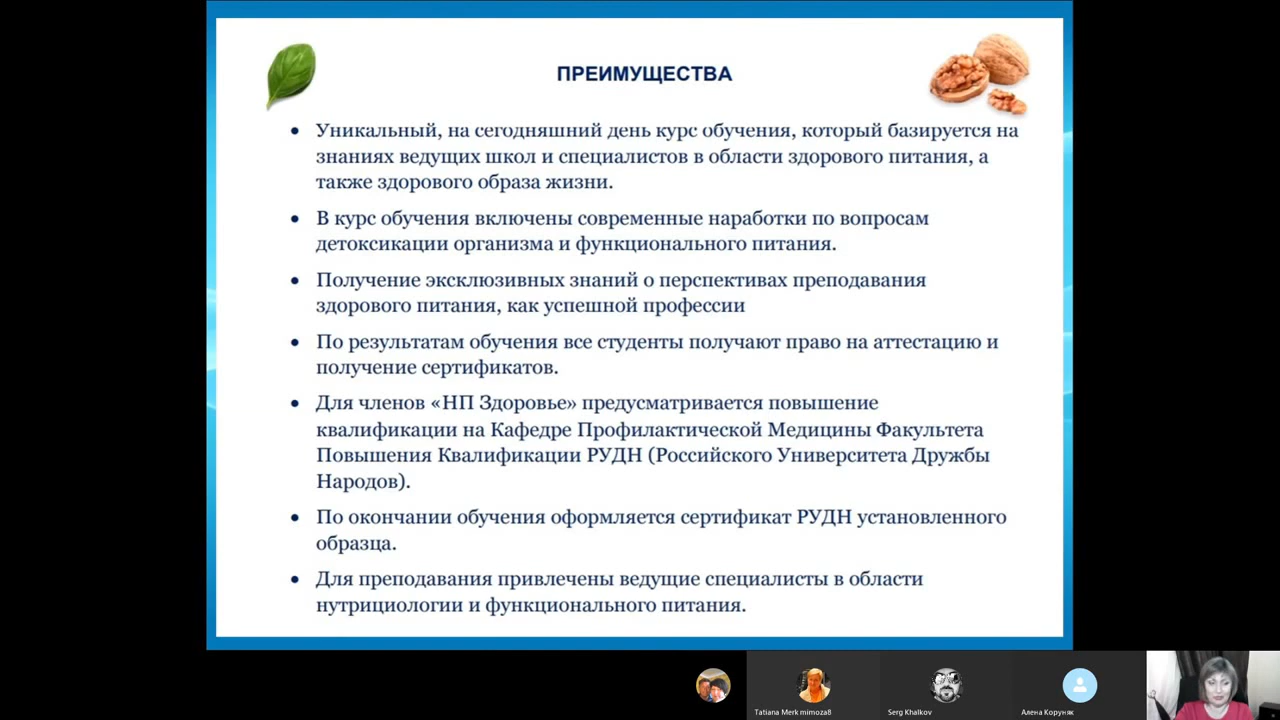 ПРЕИМУЩЕСТВА
• Уникальный, на сегодняшний день курс обучения, который базируется на
знаниях ведущих школ и специалистов в области здорового питания, а
также здорового образа жизни.
• В курс обучения включены современные наработки по вопросам
детоксикации организма и функционального питания.
• Получение эксклюзивных знаний о перспективах преподавания
здорового питания, как успешной профессии
• По результатам обучения все студенты получают право на аттестацию и
получение сертификатов.
• Для членов «НП Здоровье» предусматривается повышение
квалификации на Кафедре Профилактической Медицины Факультета
Повышения Квалификации РУДН (Российского Университета Дружбы
Народов).
• По окончании обучения оформляется сертификат РУДН установленного
образца.
• Для преподавания привлечены ведущие специалисты в области
нутрициологии и функционального питания.
Tatiana Merk mimoza8
Serg Khalkov
Алена Коруняк